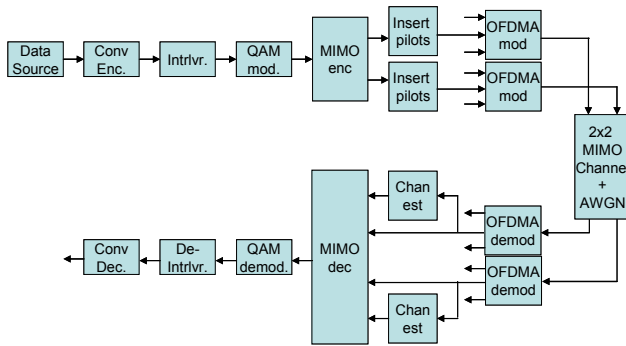 Data
Source
Conv
Enc.
Intrlvr.
QAM
mod.
MIMO
enc
Insert
pilots
OFDMA
mod
Insert
pilots
OFDMA
mod
2x2
MIMO
Channel
+
AWGN
Chan
est
OFDMA
demod
MIMO
dec
QAM
demod.
De-
Intrlvr.
Conv
Dec.
OFDMA
demod
Chan
est